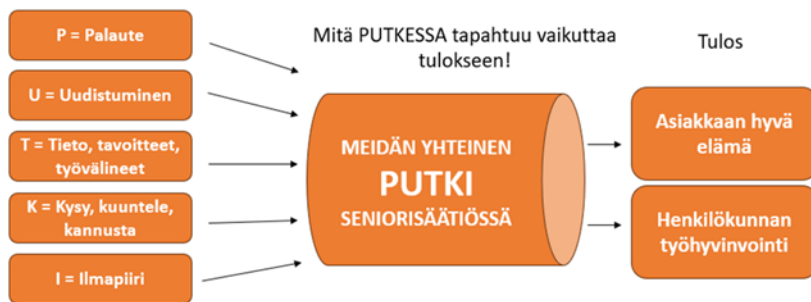 P = Palaute
U = Uudistuminen
T = Tieto, tavoitteet,
työvälineet
K = Kysy, kuuntele,
kannusta
I = Ilmapiiri
Mitä PUTKESSA tapahtuu vaikuttaa
tulokseen!
MEIDÄN YHTEINEN
PUTKI
SENIORISÄÄTIÖSSÄ
Tulos
Asiakkaan hyvä
elämä
Henkilökunnan
työhyvinvointi